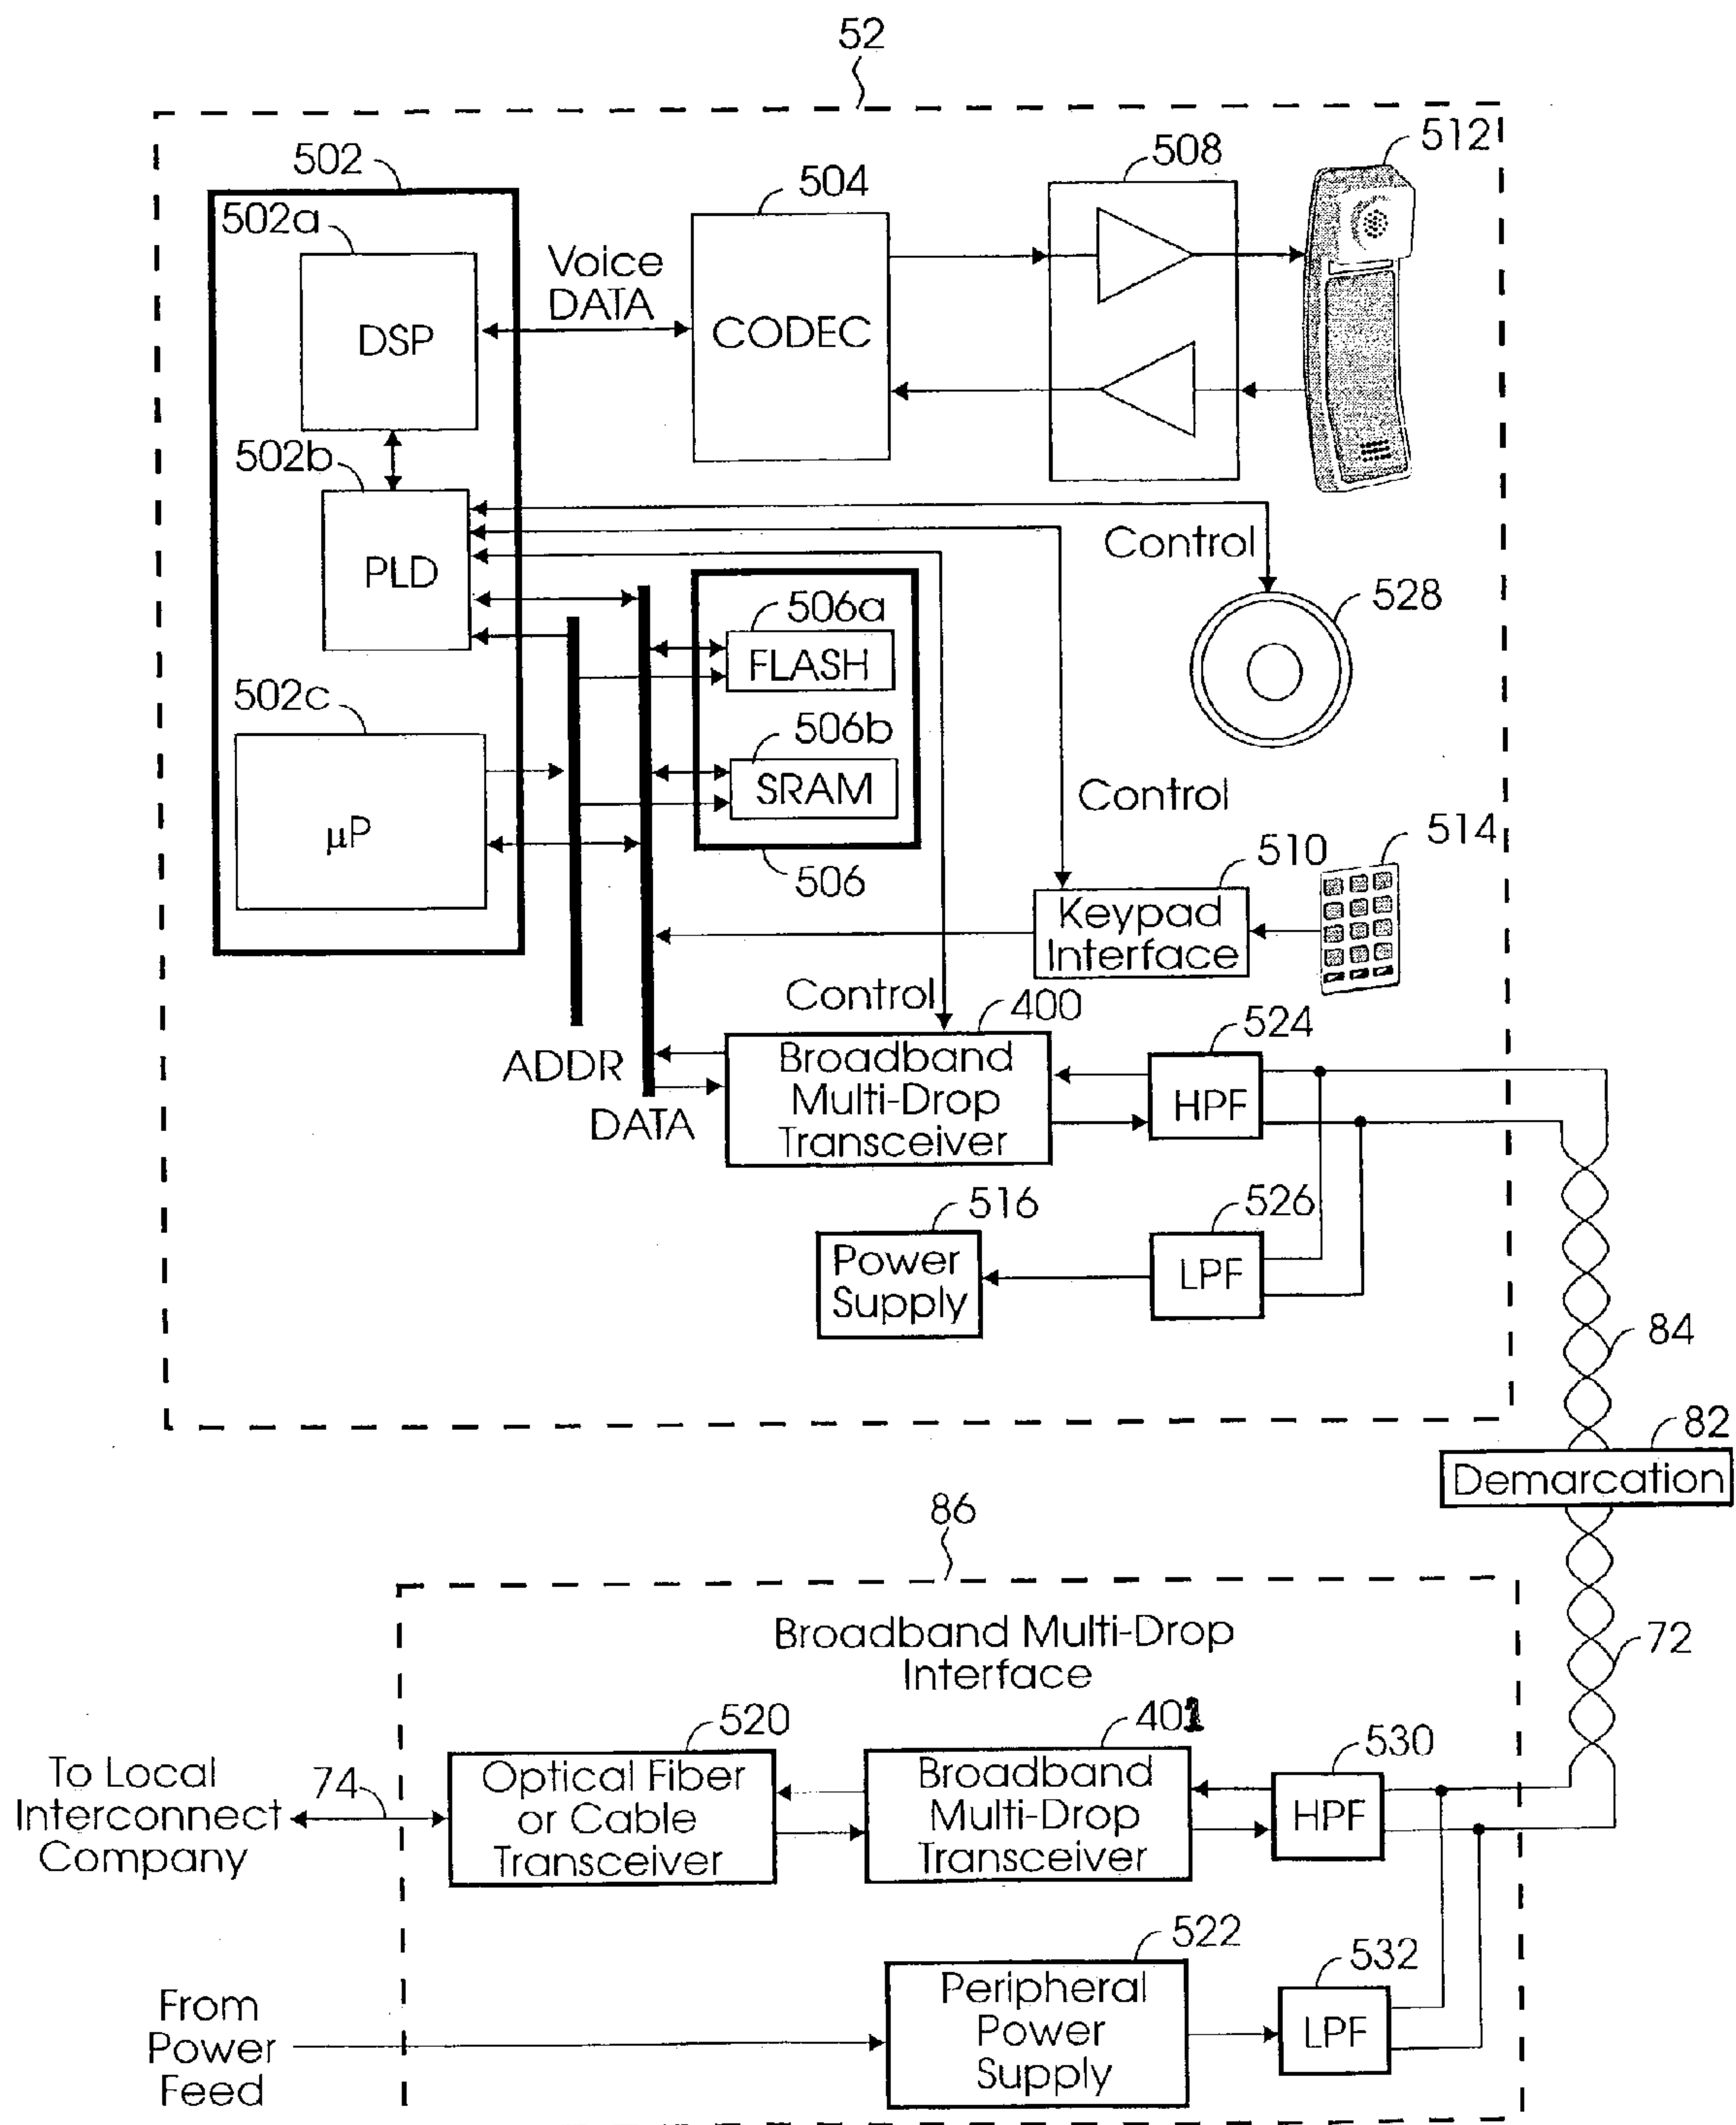 52
502
502a
504
508
512
DSP
Voice
DATA
CODEC
502b
PLD
Control
528
506a
FLASH
506b
SRAM
506
502c
µP
Control
510
514
Keypad
Interface
Control
400
524
ADDR
DATA
Broadband
Multi-Drop
Transceiver
HPF
516
526
Power
Supply
LPF
84
82
Demarcation
86
72
Broadband Multi-Drop
Interface
520
401
530
To Local
Interconnect
Company
74
Optical Fiber
or Cable
Transceiver
Broadband
Multi-Drop
Transceiver
HPF
522
532
From
Power
Feed
Peripheral
Power
Supply
LPF